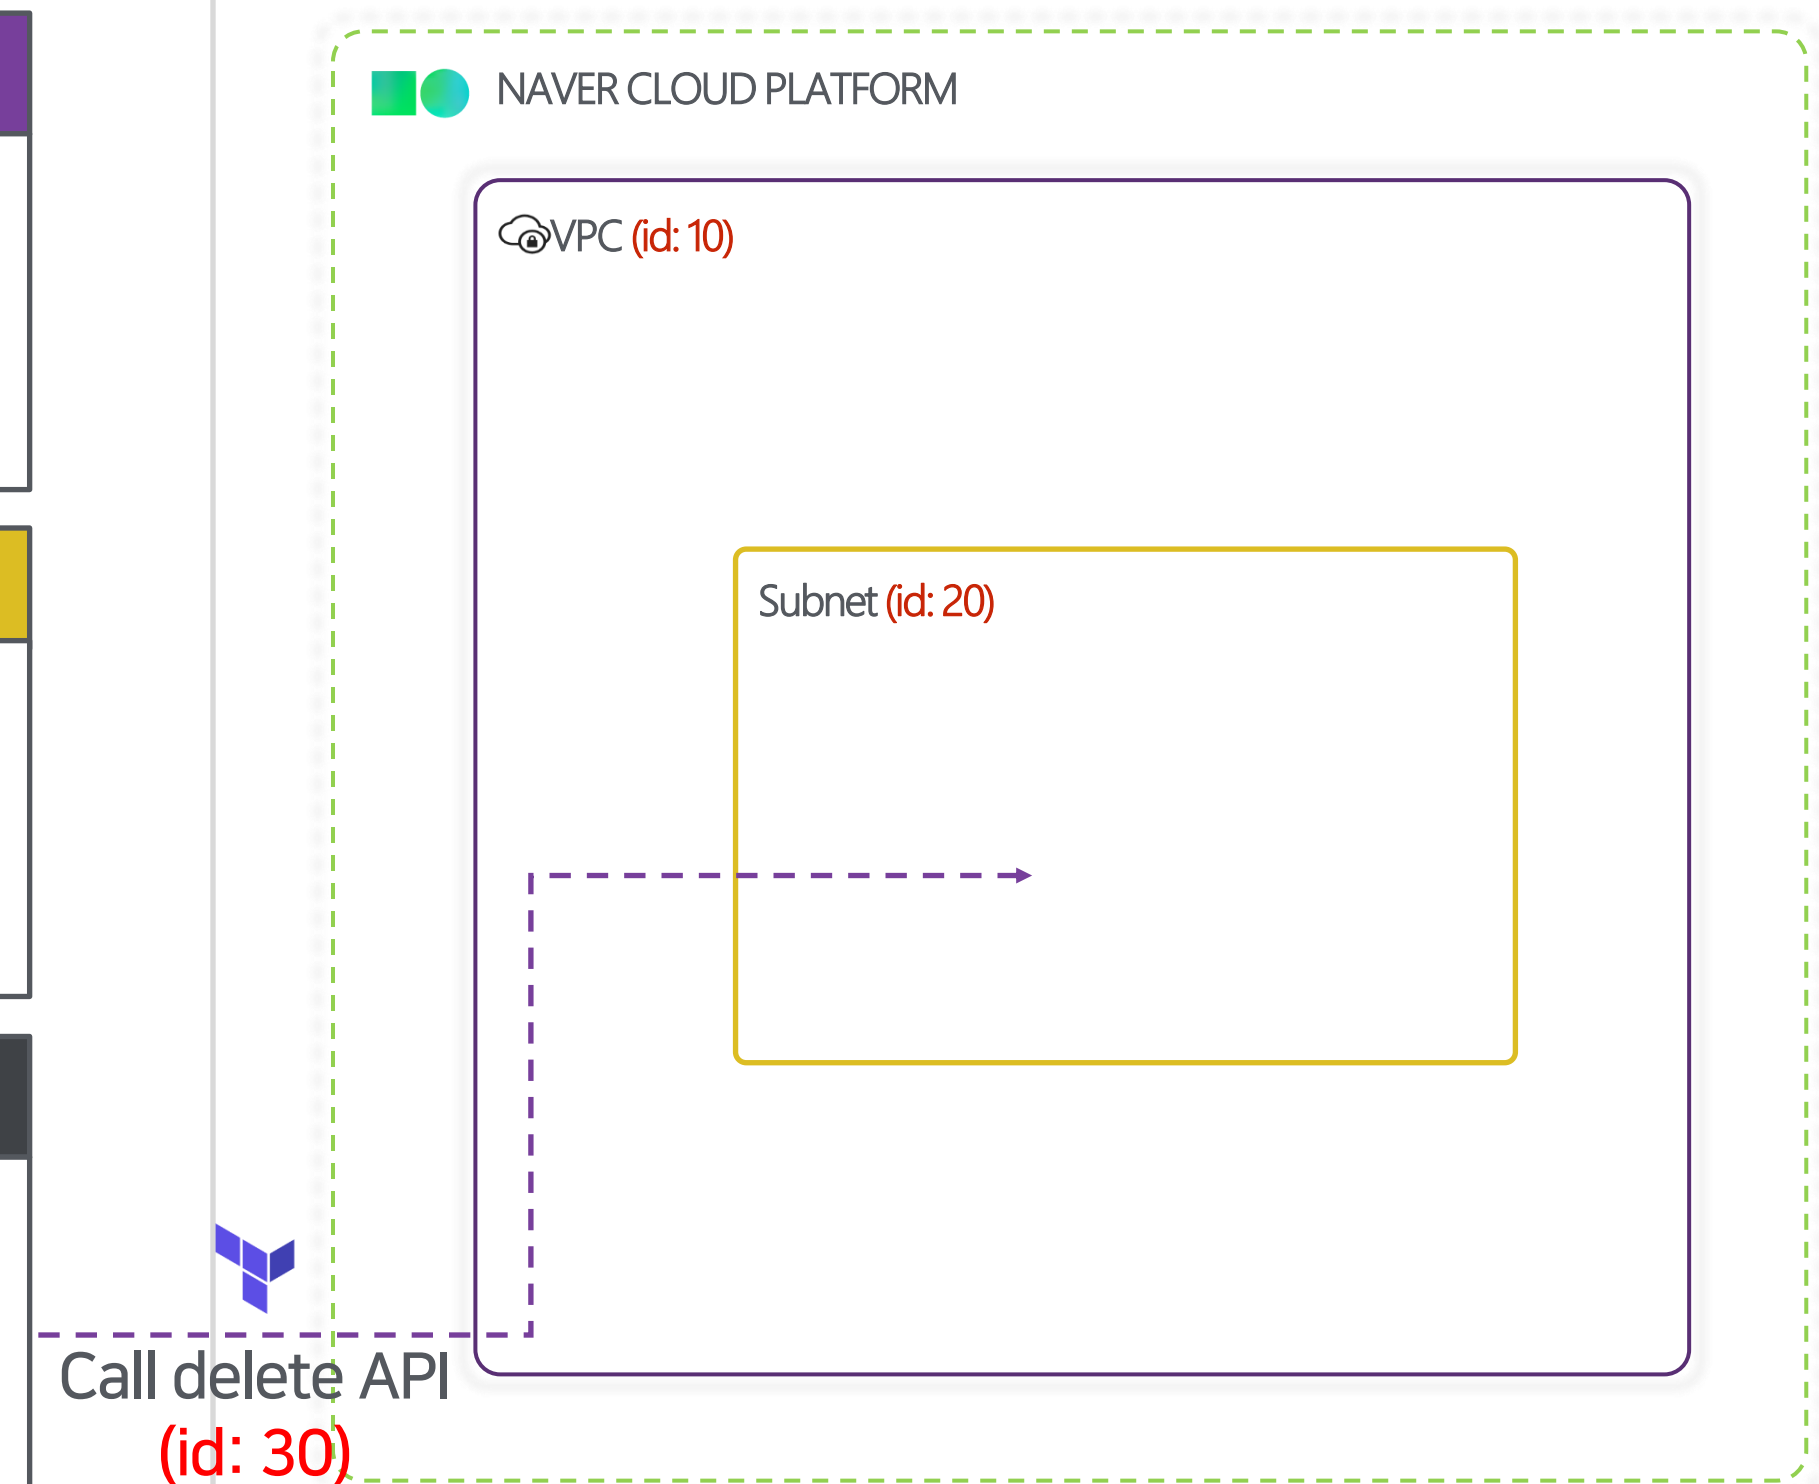 NAVER CLOUD PLATFORM
VPC (id: 10)
Subnet (id: 20)
Call delete API
(id: 30)